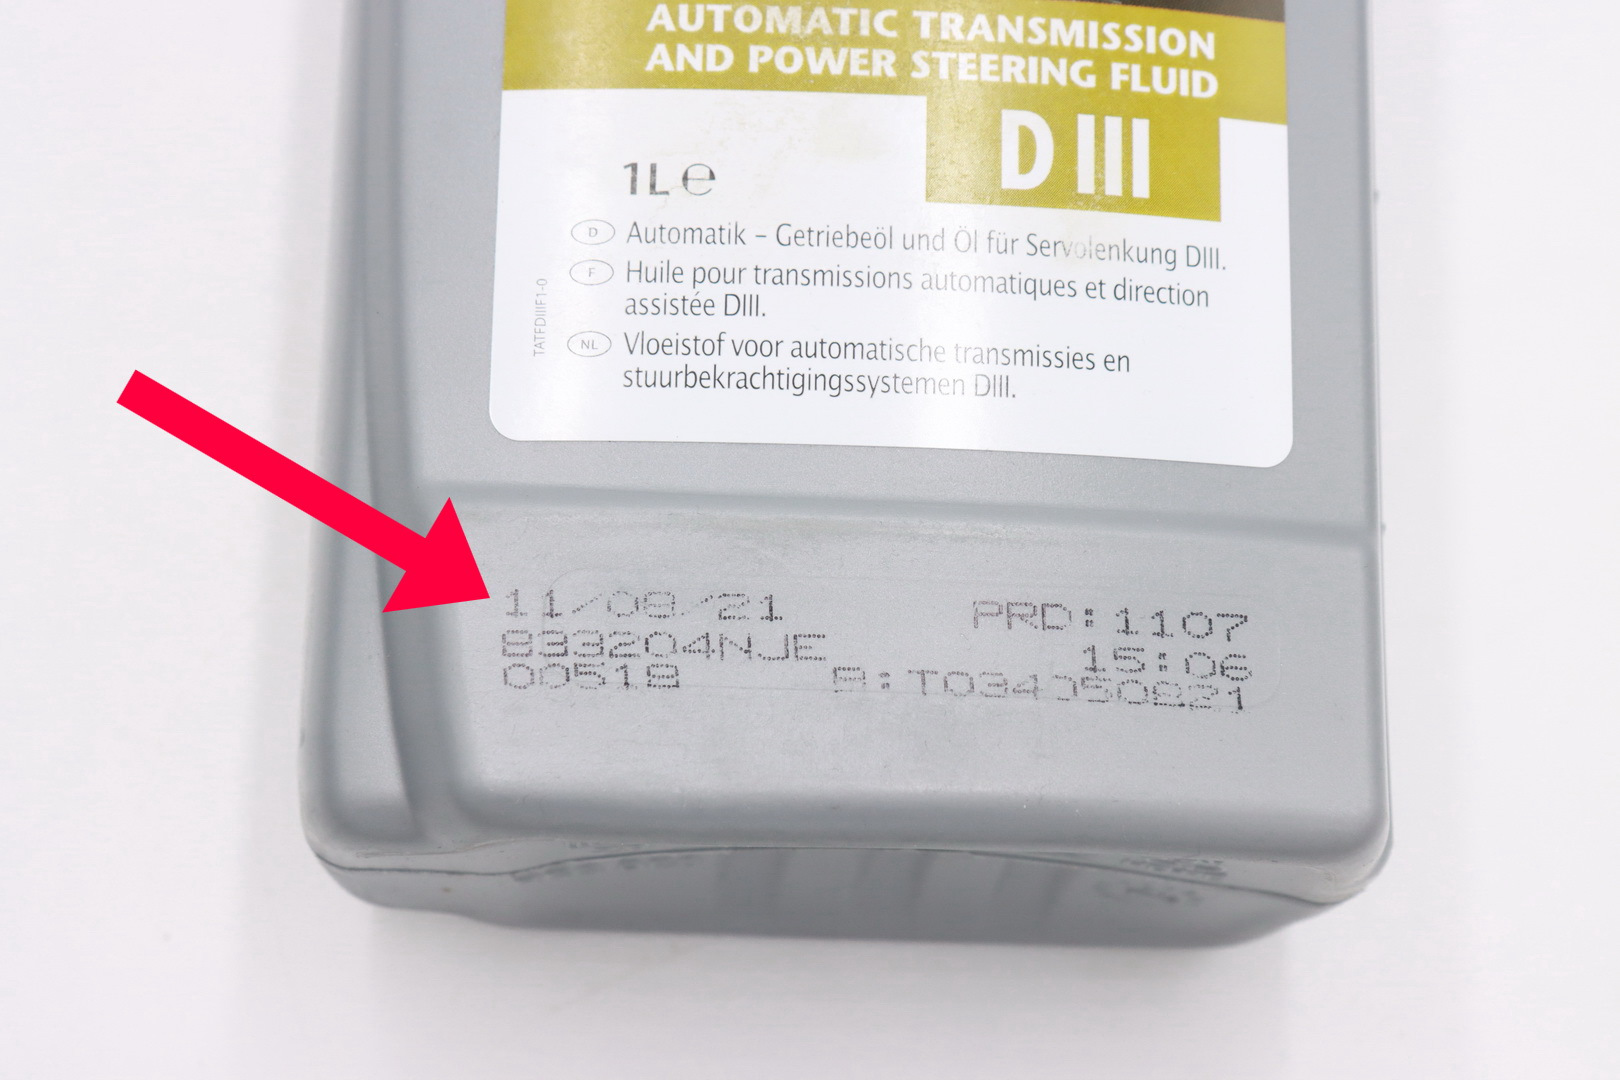 AUTOMATIC TRANSMISSION
AND POWER STEERING FLUID
D III
1L ℮
D Automatik – Getriebeöl und Öl für Servolenkung DIII.
F Huile pour transmissions automatiques et direction
assistée DIII.
NL Vloeistof voor automatische transmissies en
stuurbekrachtigingssystemen DIII.
TATFDIIIF1-0
11/08/21
PRD:1107
833204NJE
15:06
00518